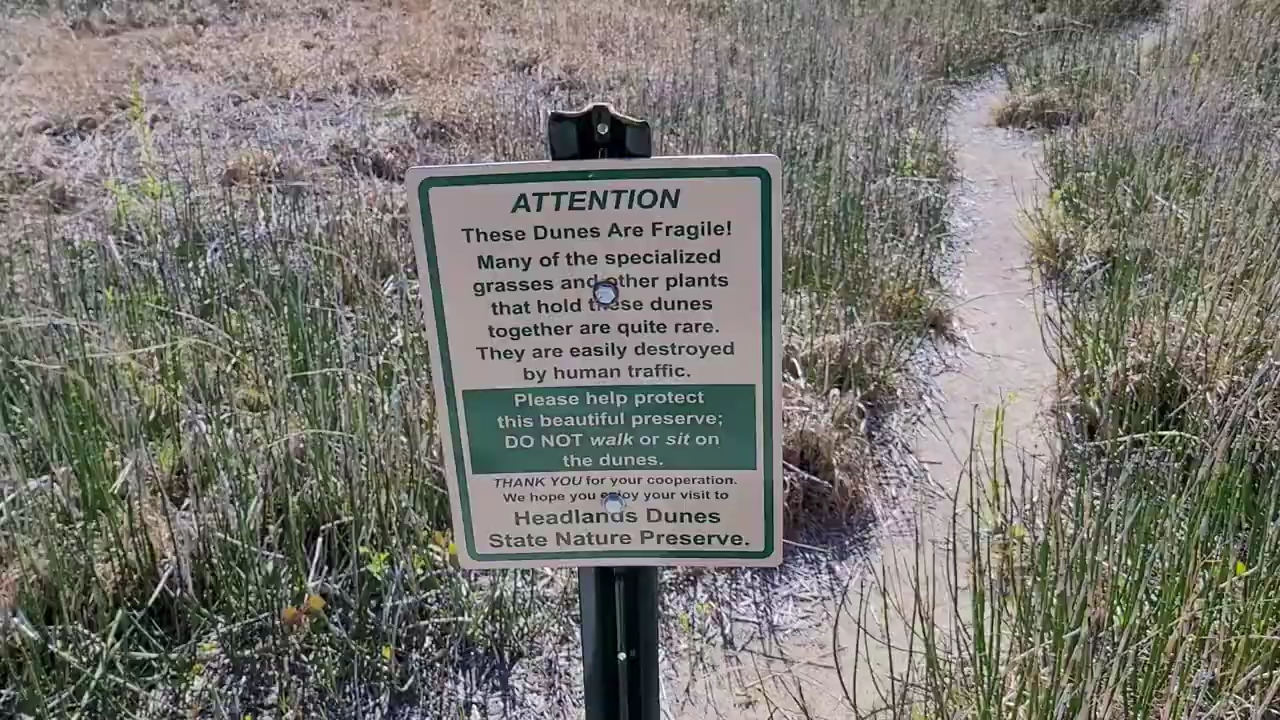 ATTENTION
These Dunes Are Fragile!
Many of the specialized
grasses and other plants
that hold these dunes
together are quite rare.
They are easily destroyed
by human traffic.
Please help protect
this beautiful preserve;
DO NOT walk or sit on
the dunes.
THANK YOU for your cooperation.
We hope you enjoy your visit to
Headlands Dunes
State Nature Preserve.